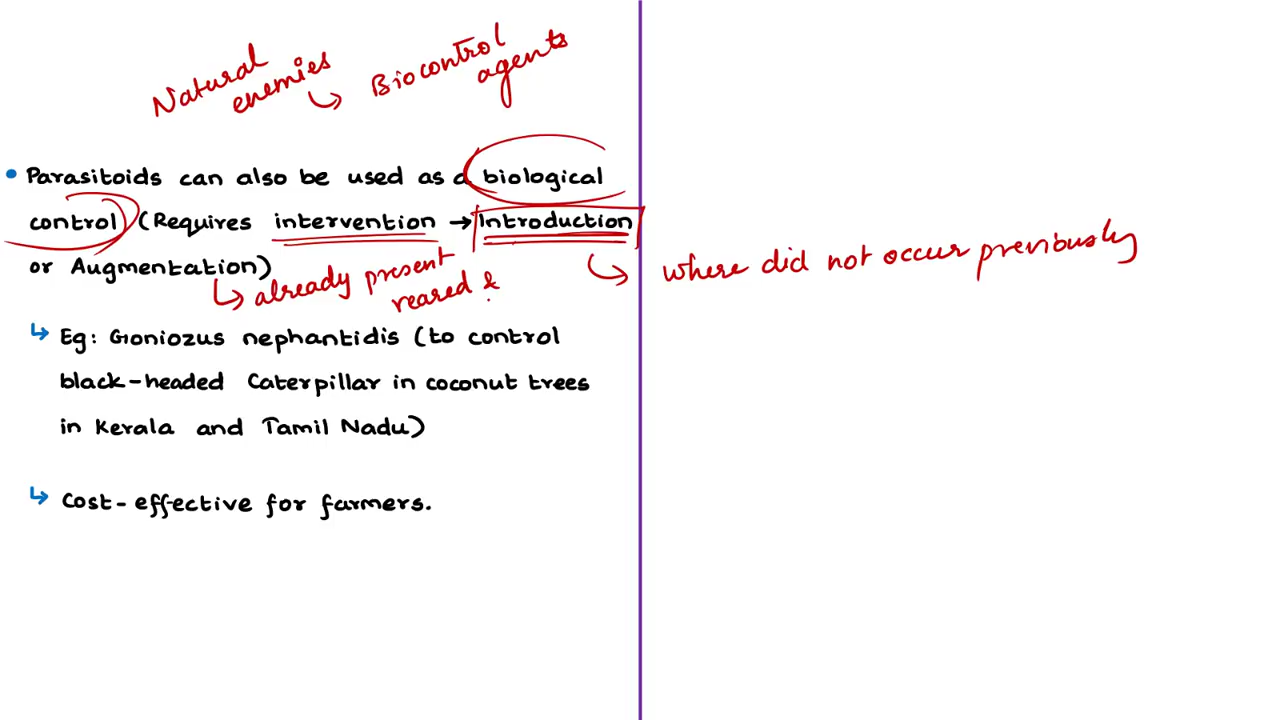 Natural
enemies
↳ Biocontrol
agents
• Parasitoids can also be used as a biological
control (Requires intervention → Introduction
or Augmentation)
↳ already present
reared &
↳ where did not occur previously
↳ Eg: Goniozus nephantidis (to control
black-headed Caterpillar in coconut trees
in Kerala and Tamil Nadu)
↳ Cost-effective for farmers.